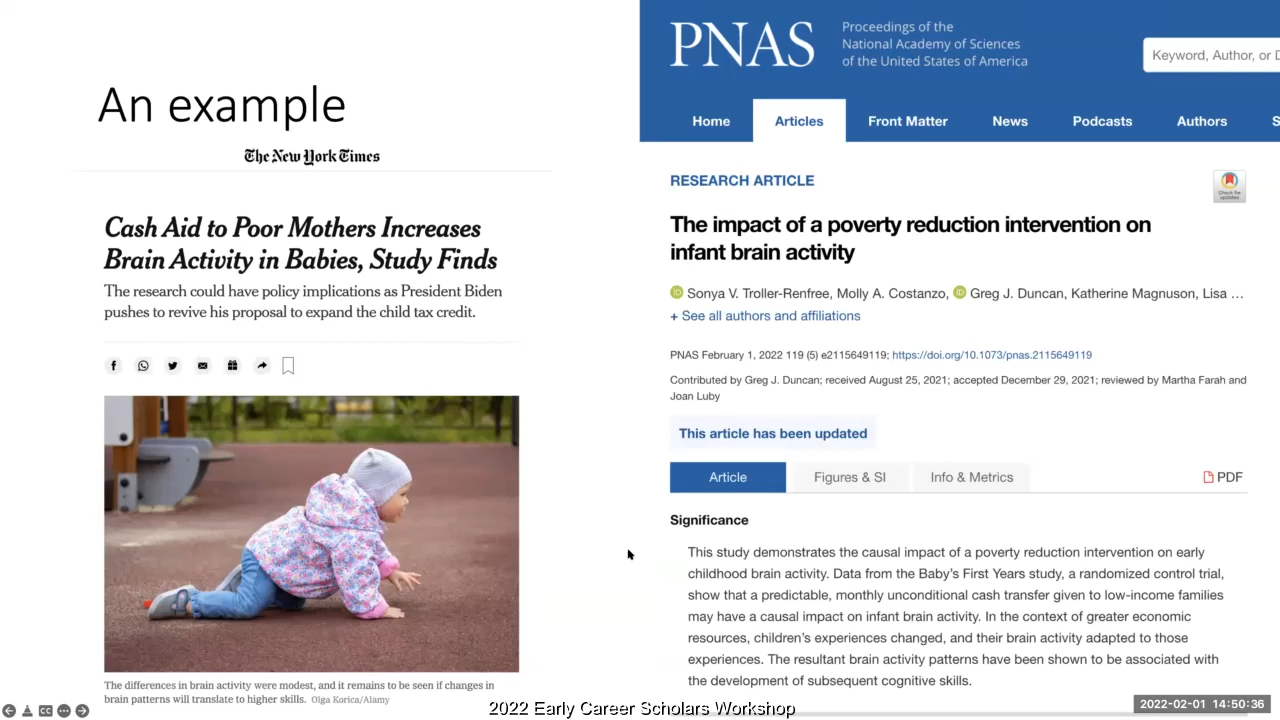 An example
The New York Times
Cash Aid to Poor Mothers Increases
Brain Activity in Babies, Study Finds
The research could have policy implications as President Biden
pushes to revive his proposal to expand the child tax credit.
The differences in brain activity were modest, and it remains to be seen if changes in
brain patterns will translate to higher skills. Olga Korica/Alamy
PNAS
Proceedings of the
National Academy of Sciences
of the United States of America
Keyword, Author, or D
Home Articles Front Matter News Podcasts Authors S
RESEARCH ARTICLE
Check for
updates
The impact of a poverty reduction intervention on
infant brain activity
iD Sonya V. Troller-Renfree, Molly A. Costanzo, iD Greg J. Duncan, Katherine Magnuson, Lisa ...
+ See all authors and affiliations
PNAS February 1, 2022 119 (5) e2115649119; https://doi.org/10.1073/pnas.2115649119
Contributed by Greg J. Duncan; received August 25, 2021; accepted December 29, 2021; reviewed by Martha Farah and
Joan Luby
This article has been updated
Article Figures & SI Info & Metrics PDF
Significance
This study demonstrates the causal impact of a poverty reduction intervention on early
childhood brain activity. Data from the Baby's First Years study, a randomized control trial,
show that a predictable, monthly unconditional cash transfer given to low-income families
may have a causal impact on infant brain activity. In the context of greater economic
resources, children's experiences changed, and their brain activity adapted to those
experiences. The resultant brain activity patterns have been shown to be associated with
the development of subsequent cognitive skills.
CC
2022 Early Career Scholars Workshop
2022-02-01 14:50:36